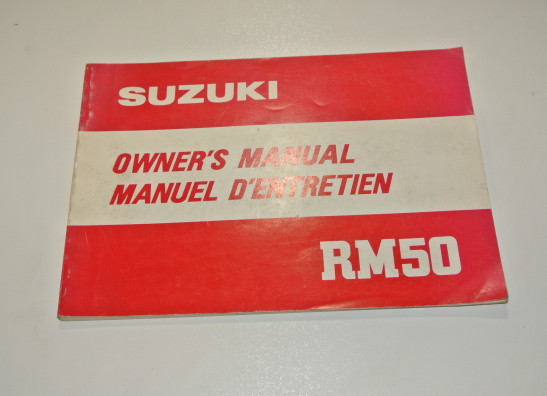 SUZUKI
OWNER'S MANUAL
MANUEL D'ENTRETIEN
RM50